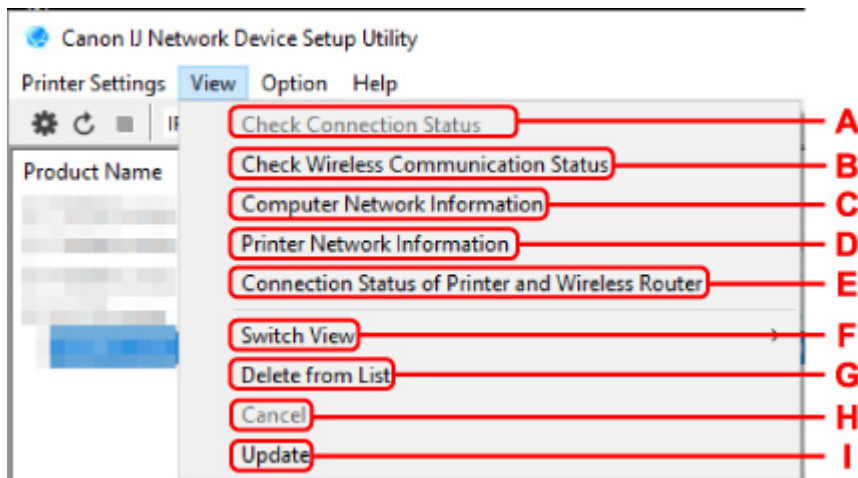 Canon IJ Network Device Setup Utility
Printer Settings View Option Help
Check Connection Status A
Product Name Check Wireless Communication Status B
Computer Network Information C
Printer Network Information D
Connection Status of Printer and Wireless Router E
Switch View > F
Delete from List G
Cancel H
Update I